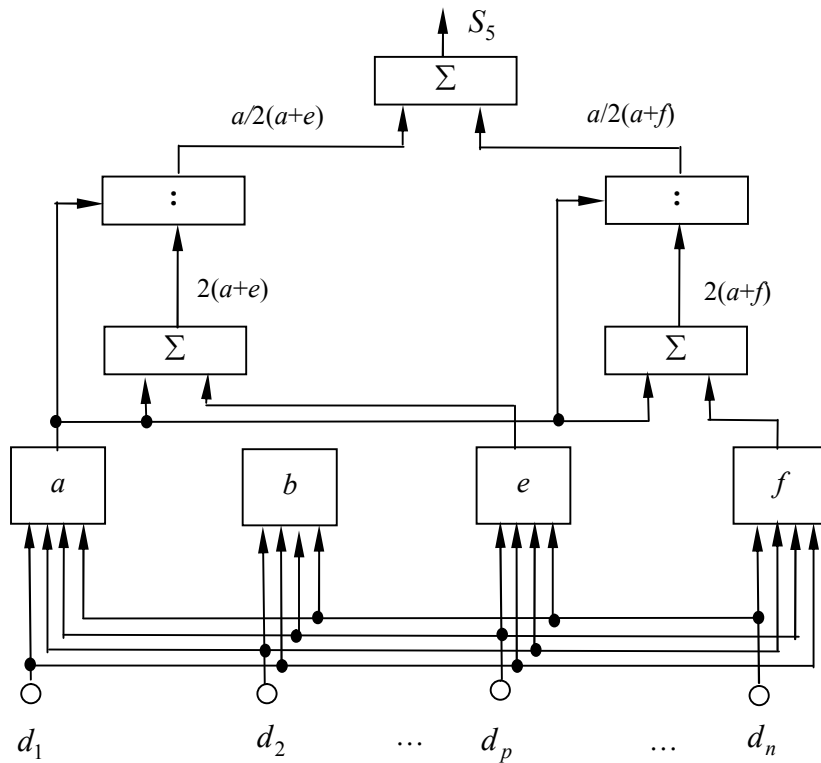 S₅
Σ
a/2(a+e) a/2(a+f)
: :
2(a+e) 2(a+f)
Σ Σ
a b e f
d₁ d₂ ... dₚ ... dₙ